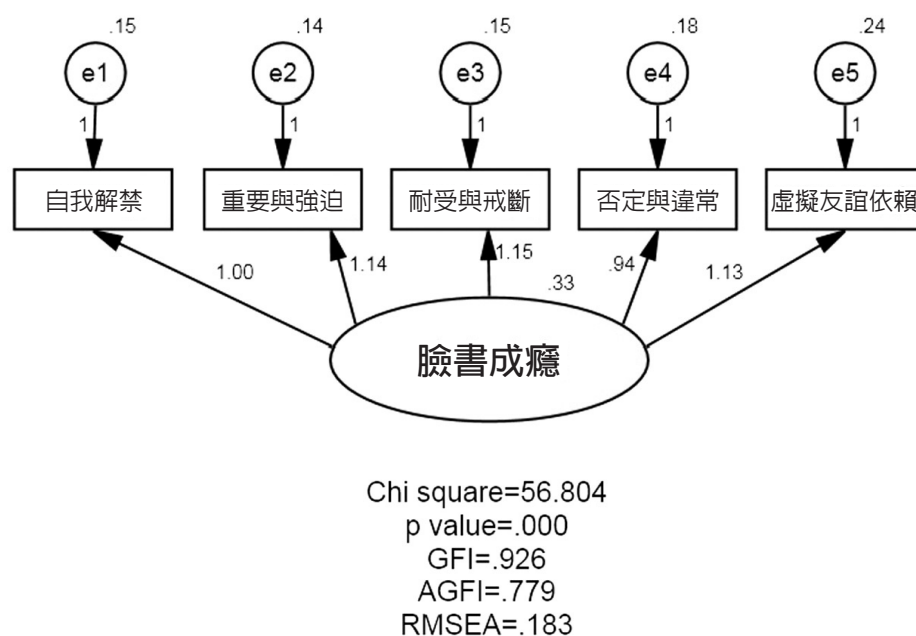 .15 .14 .15 .18 .24
e1 e2 e3 e4 e5
1 1 1 1 1
自我解禁 重要與強迫 耐受與戒斷 否定與違常 虛擬友誼依賴
1.00 1.14 1.15 .33 .94 1.13
臉書成癮
Chi square=56.804
p value=.000
GFI=.926
AGFI=.779
RMSEA=.183